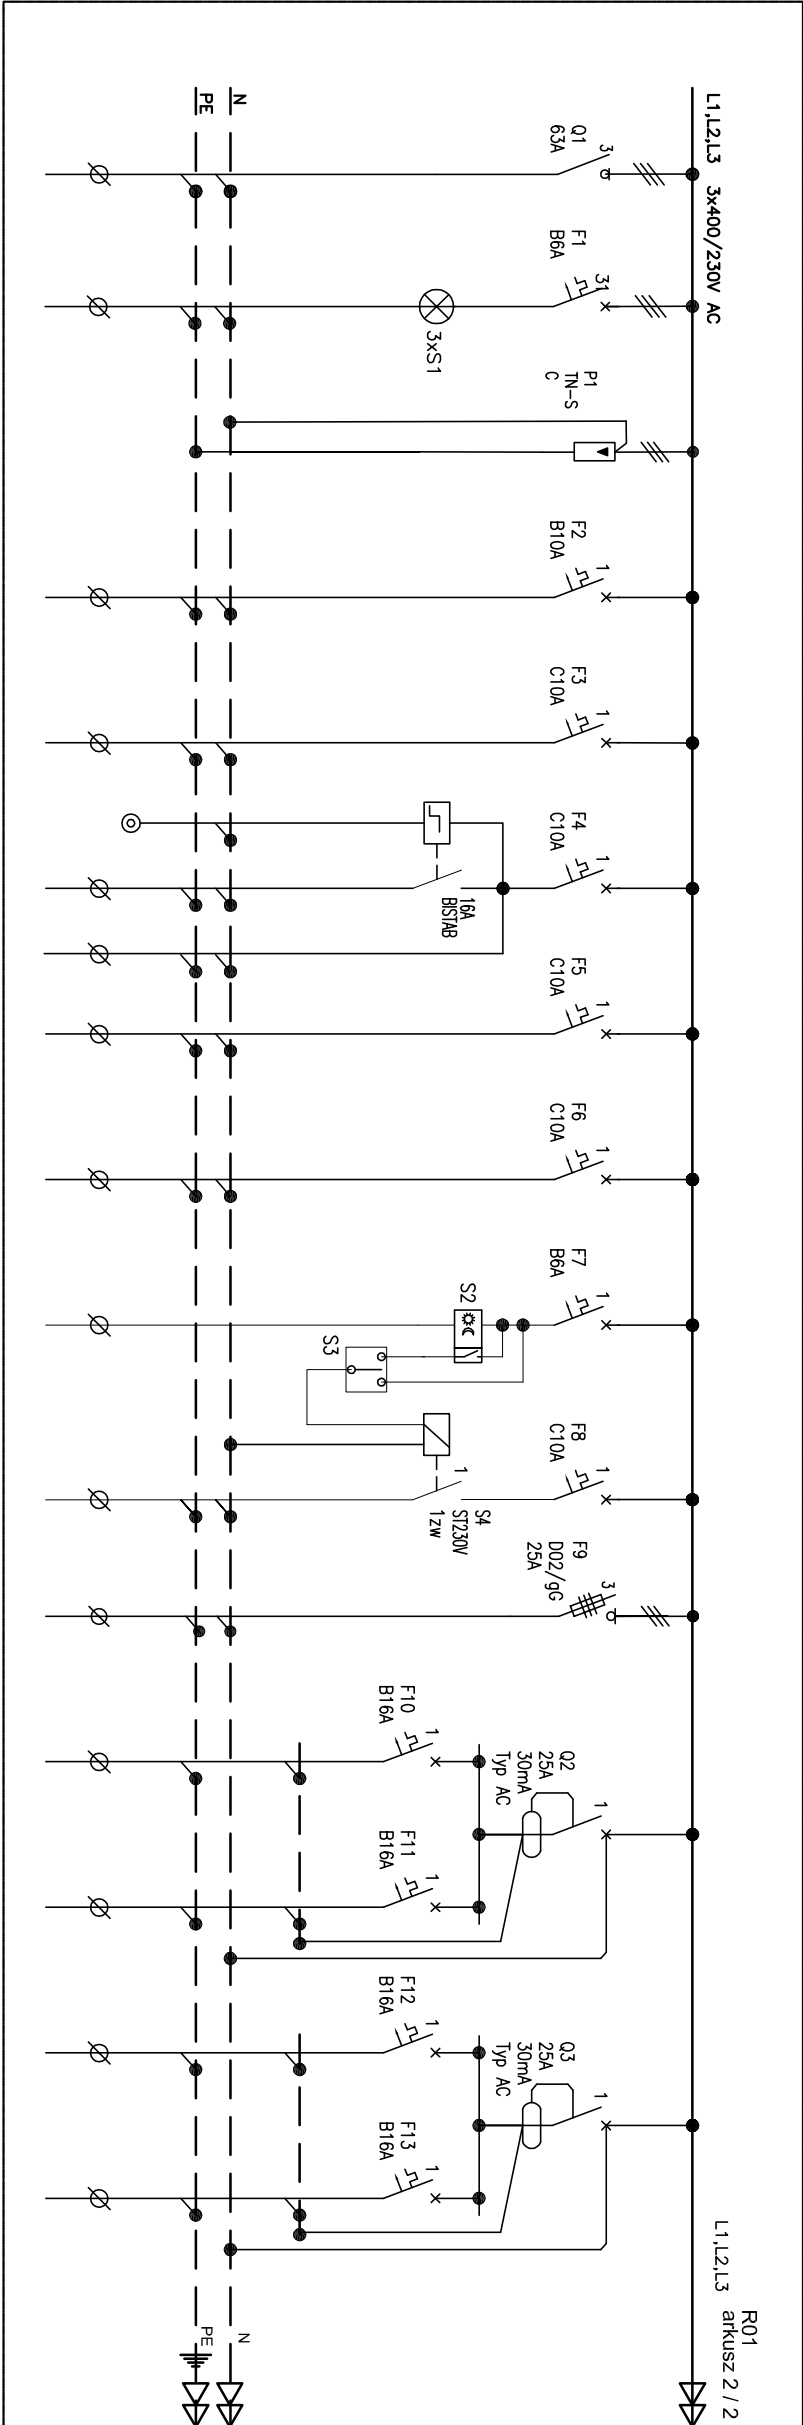 L1,L2,L3 3x400/230V AC
N
PE
Q1
63A
3
F1
B6A
31
3xS1
P1
TN-S
C
F2
B10A
1
F3
C10A
1
F4
C10A
1
16A
BISTAB
F5
C10A
1
F6
C10A
1
F7
B6A
1
S2
S3
F8
C10A
1
1
S4
ST230V
1zw
F9
D02/gG
25A
3
Q2
25A
30mA
Typ AC
1
F10
B16A
1
F11
B16A
1
Q3
25A
30mA
Typ AC
1
F12
B16A
1
F13
B16A
1
L1,L2,L3
R01
arkusz 2 / 2
N
PE